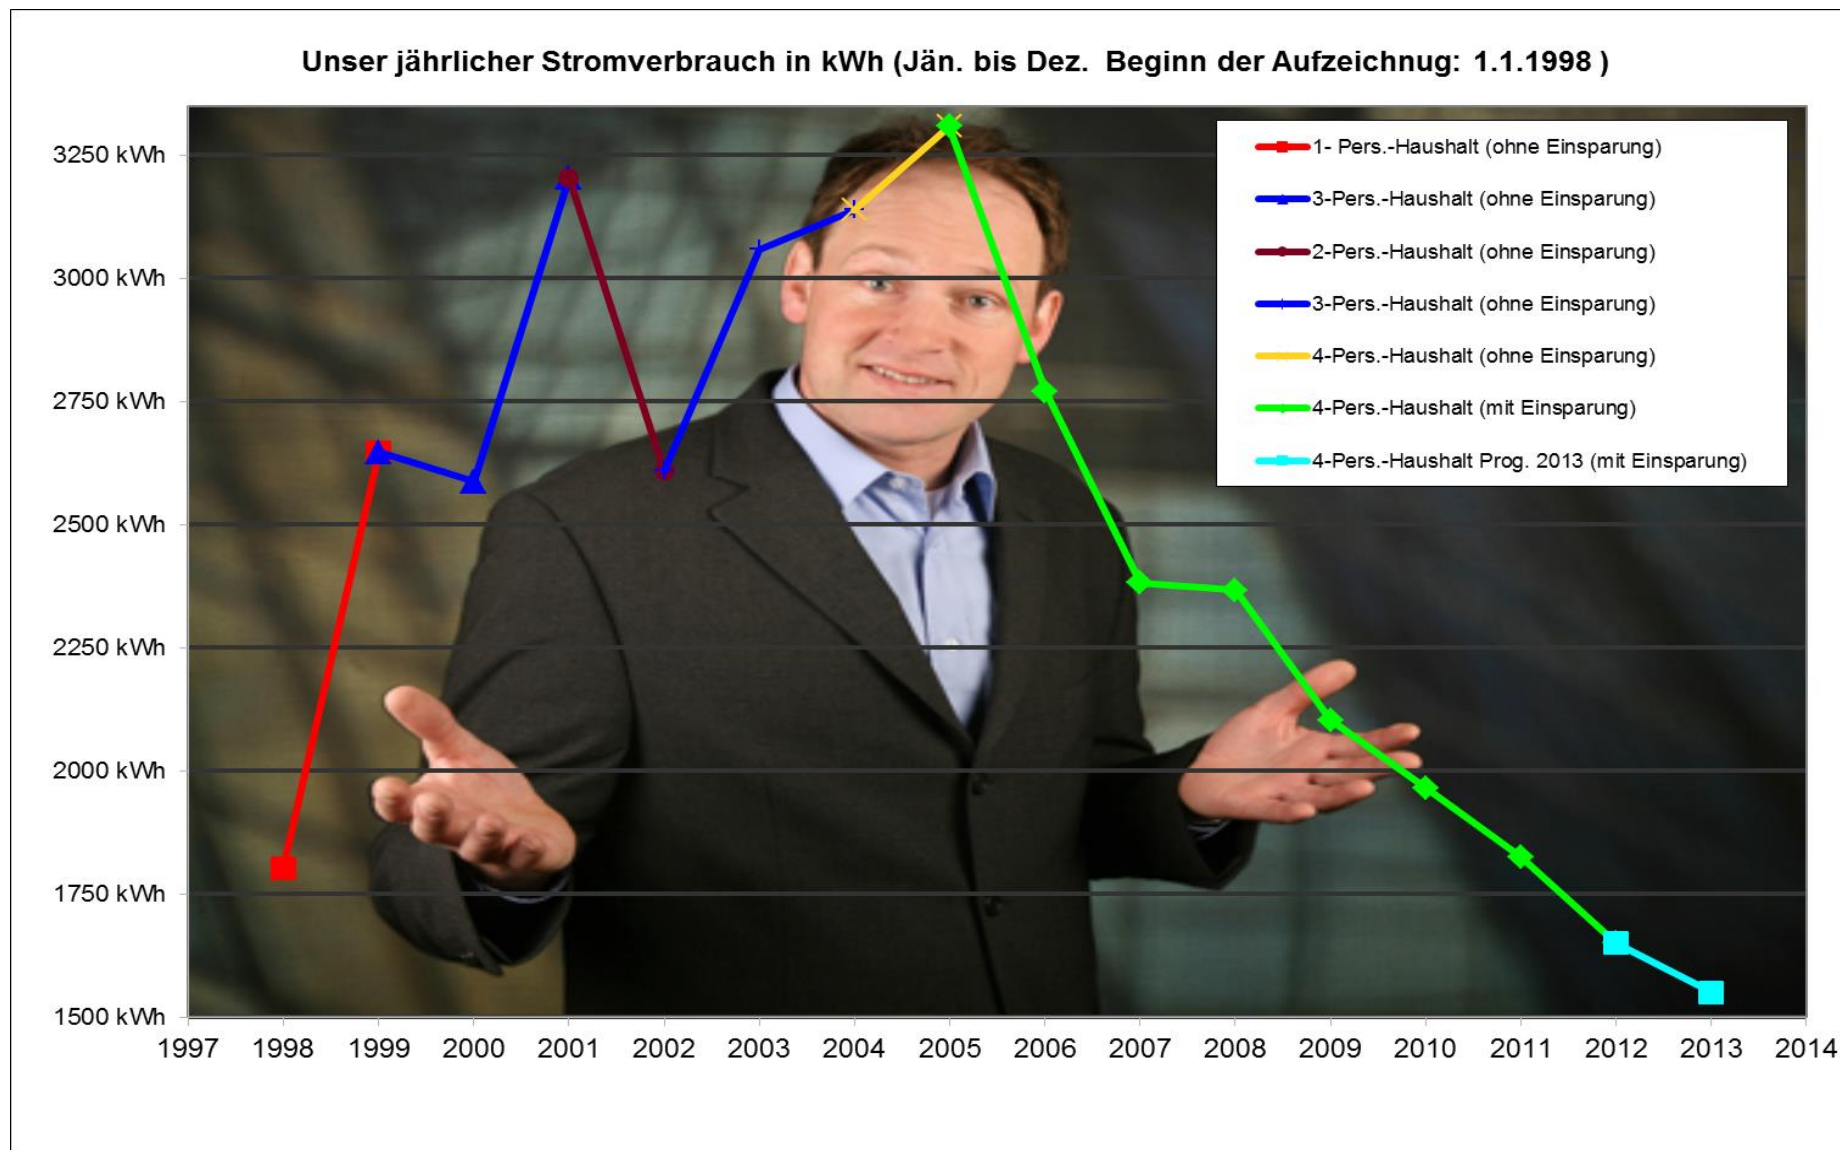 Unser jährlicher Stromverbrauch in kWh (Jän. bis Dez.  Beginn der Aufzeichnug: 1.1.1998 )
3250 kWh
3000 kWh
2750 kWh
2500 kWh
2250 kWh
2000 kWh
1750 kWh
1500 kWh
1- Pers.-Haushalt (ohne Einsparung)
3-Pers.-Haushalt (ohne Einsparung)
2-Pers.-Haushalt (ohne Einsparung)
3-Pers.-Haushalt (ohne Einsparung)
4-Pers.-Haushalt (ohne Einsparung)
4-Pers.-Haushalt (mit Einsparung)
4-Pers.-Haushalt Prog. 2013 (mit Einsparung)
1997 1998 1999 2000 2001 2002 2003 2004 2005 2006 2007 2008 2009 2010 2011 2012 2013 2014